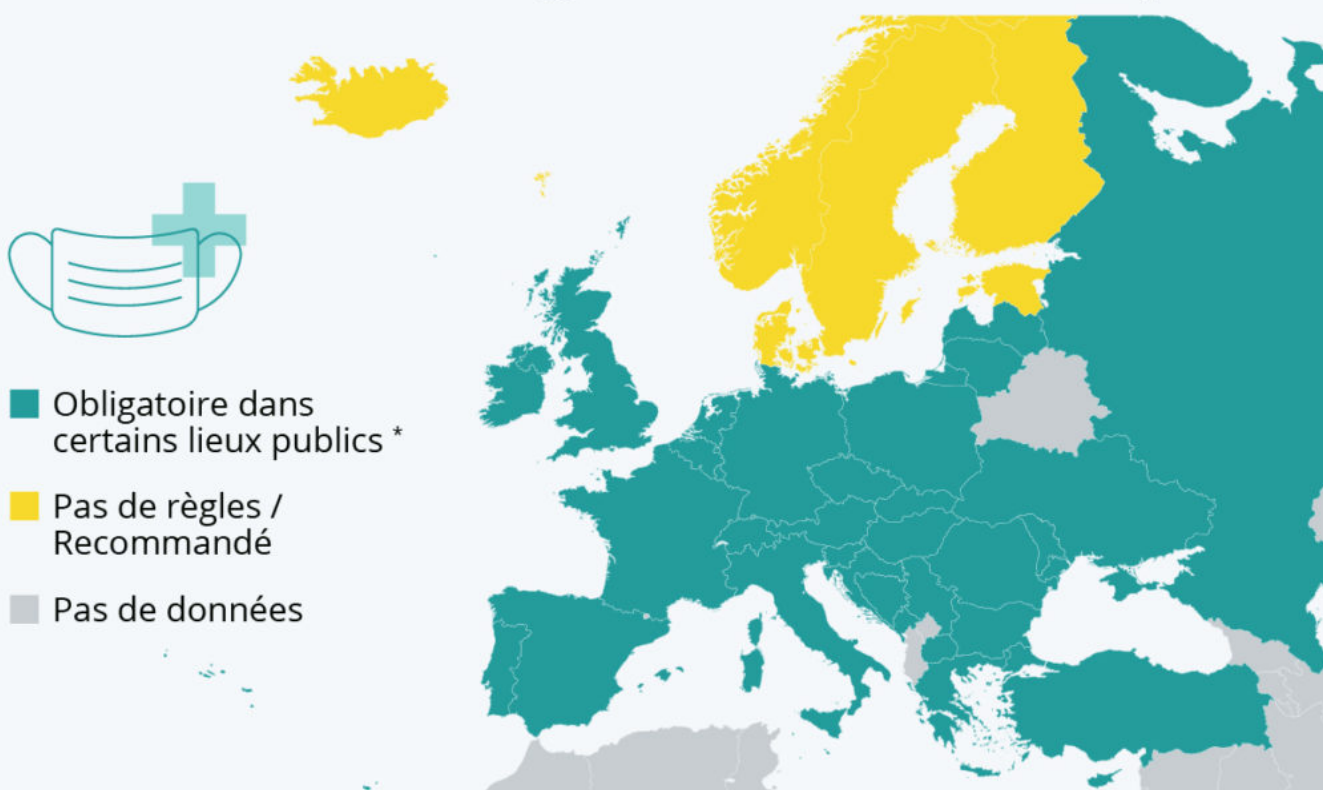 Obligatoire dans
certains lieux publics *
Pas de règles /
Recommandé
Pas de données